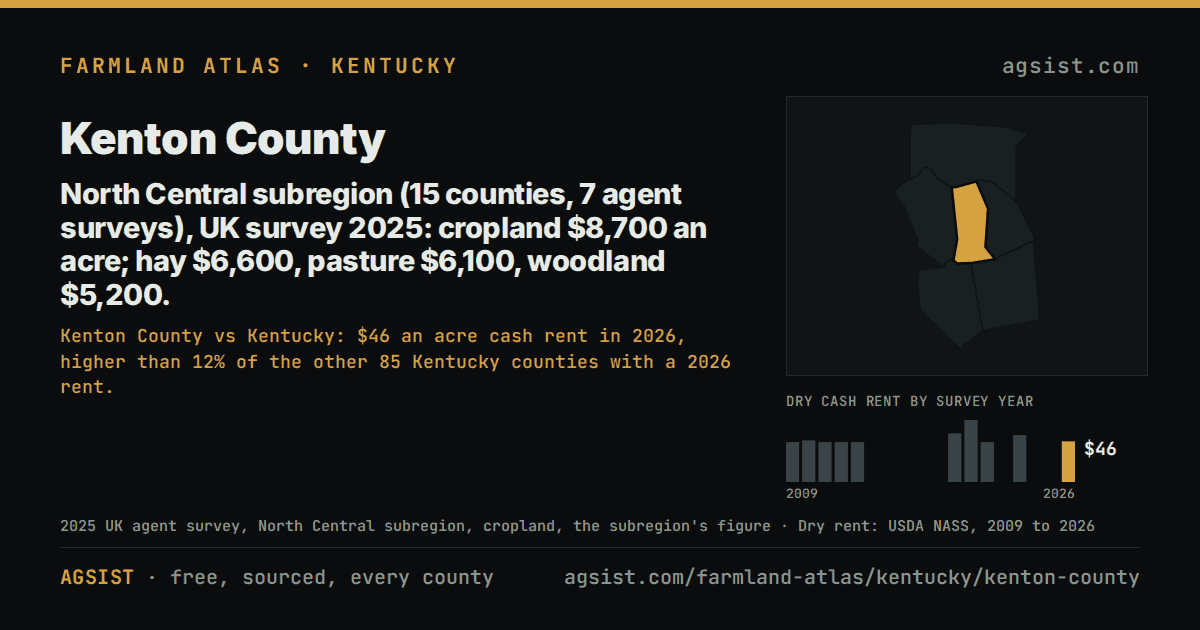 FARMLAND ATLAS · KENTUCKY
agsist.com
Kenton County
North Central subregion (15 counties, 7 agent
surveys), UK survey 2025: cropland $8,700 an
acre; hay $6,600, pasture $6,100, woodland
$5,200.
Kenton County vs Kentucky: $46 an acre cash rent in 2026,
higher than 12% of the other 85 Kentucky counties with a 2026
rent.
DRY CASH RENT BY SURVEY YEAR
$46
2009
2026
2025 UK agent survey, North Central subregion, cropland, the subregion's figure · Dry rent: USDA NASS, 2009 to 2026
AGSIST · free, sourced, every county
agsist.com/farmland-atlas/kentucky/kenton-county